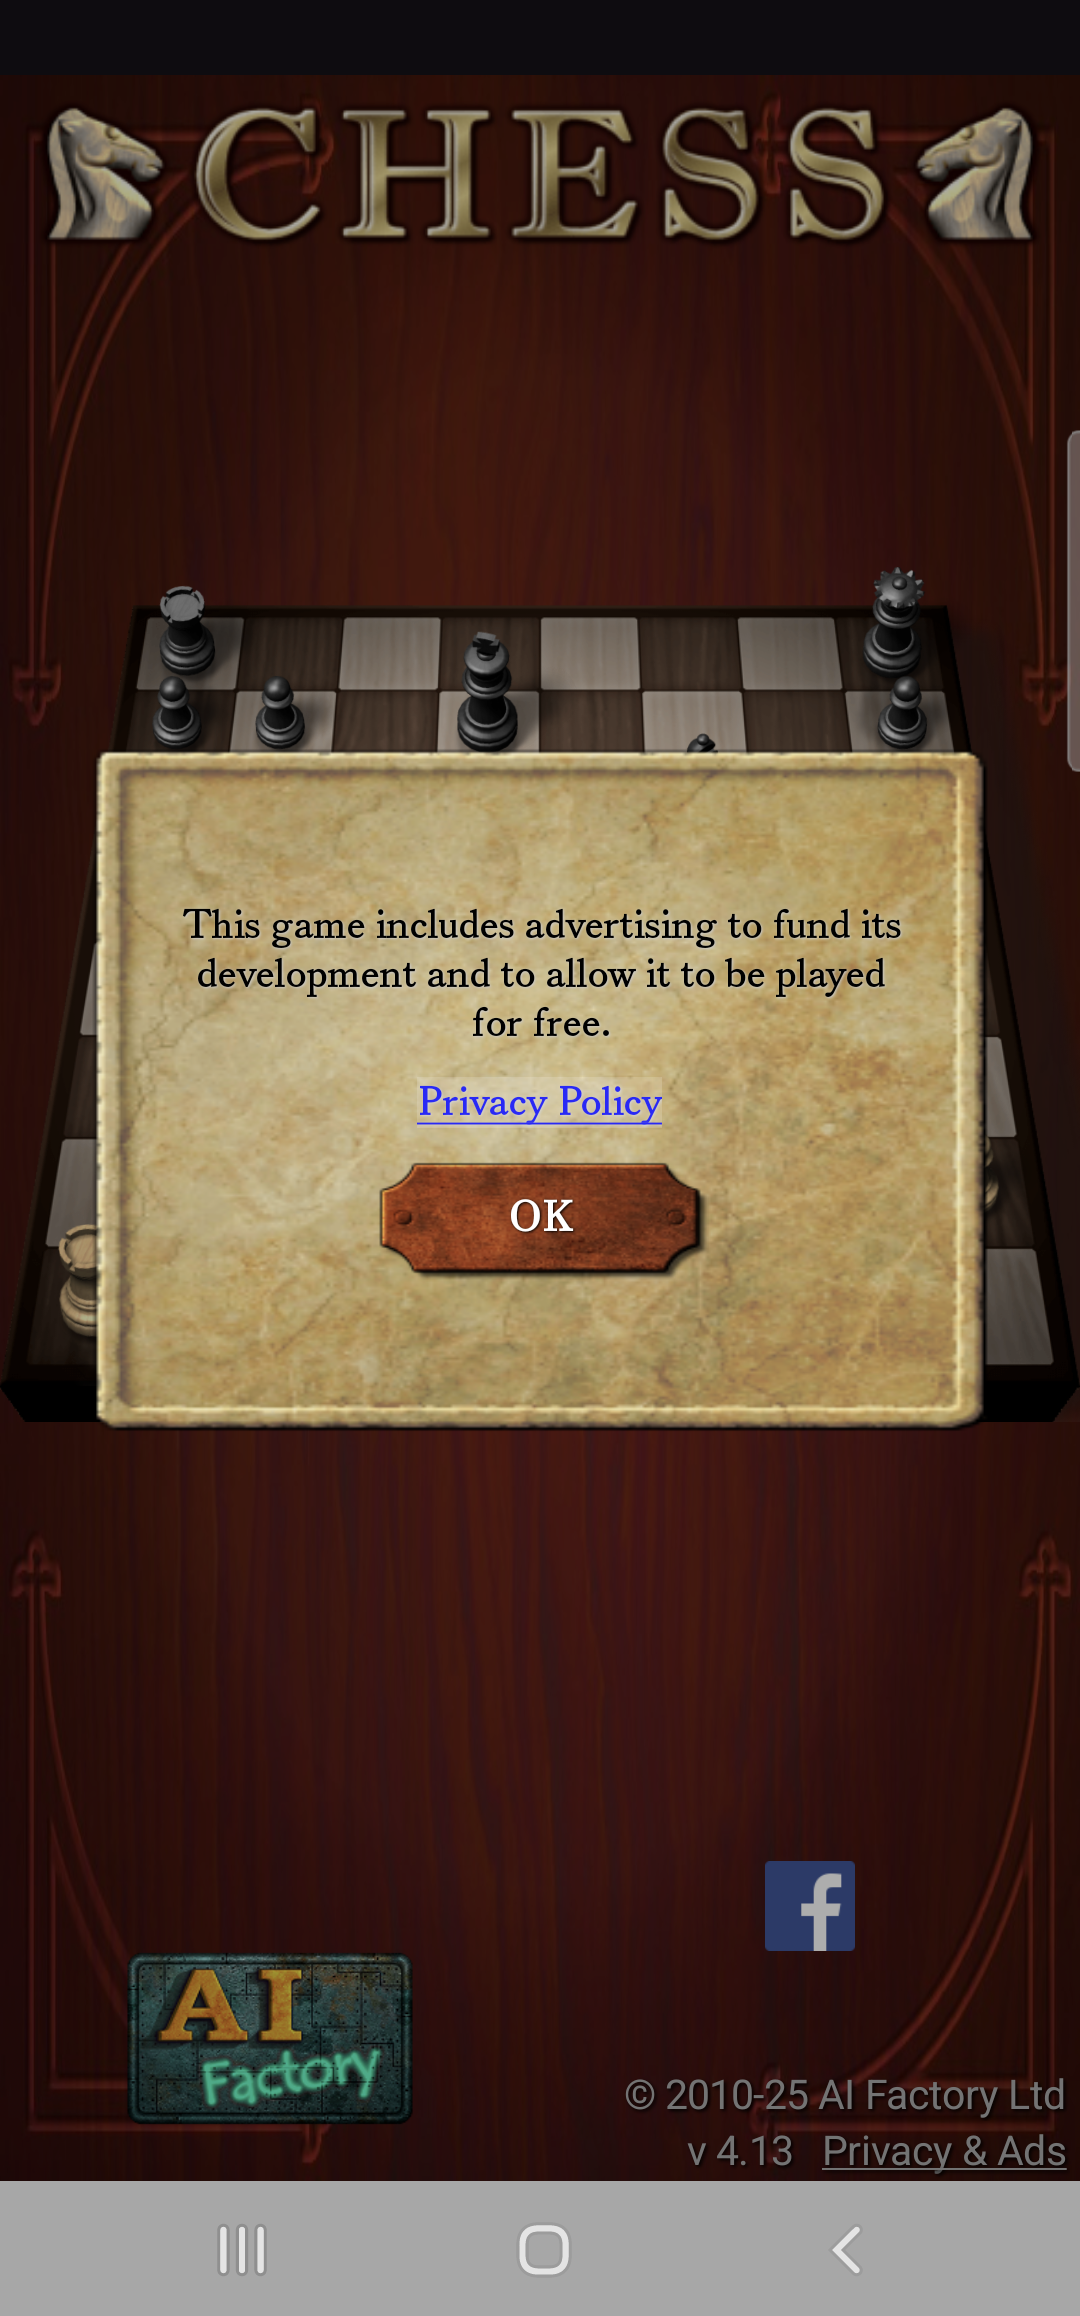 CHESS
This game includes advertising to fund its
development and to allow it to be played
for free.
Privacy Policy
OK
AI
Factory
© 2010-25 AI Factory Ltd
v 4.13 Privacy & Ads